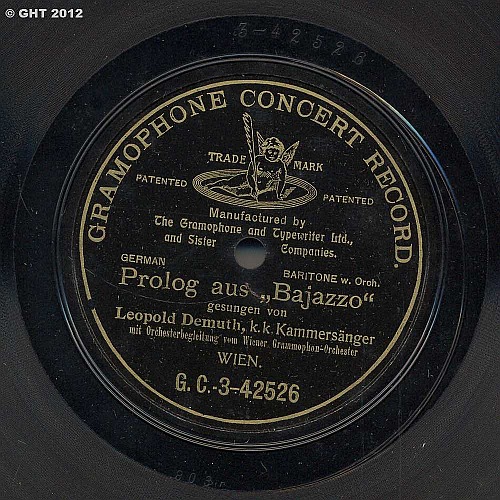 © GHT 2012
3-42526
GRAMOPHONE CONCERT RECORD.
TRADE MARK
PATENTED PATENTED
Manufactured by
The Gramophone and Typewriter Ltd.,
and Sister Companies.
GERMAN BARITONE w. Orch.
Prolog aus „Bajazzo“
gesungen von
Leopold Demuth, k.k. Kammersänger
mit Orchesterbegleitung vom Wiener Grammophon-Orchester
WIEN.
G.C.-3-42526